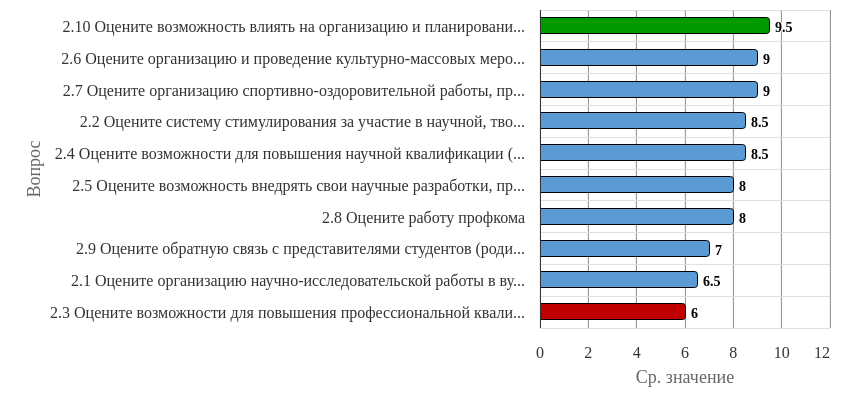 2.10 Оцените возможность влиять на организацию и планировани... 9.5
2.6 Оцените организацию и проведение культурно-массовых меро... 9
2.7 Оцените организацию спортивно-оздоровительной работы, пр... 9
2.2 Оцените систему стимулирования за участие в научной, тво... 8.5
2.4 Оцените возможности для повышения научной квалификации (... 8.5
2.5 Оцените возможность внедрять свои научные разработки, пр... 8
2.8 Оцените работу профкома 8
2.9 Оцените обратную связь с представителями студентов (роди... 7
2.1 Оцените организацию научно-исследовательской работы в ву... 6.5
2.3 Оцените возможности для повышения профессиональной квали... 6
Вопрос
0 2 4 6 8 10 12
Ср. значение